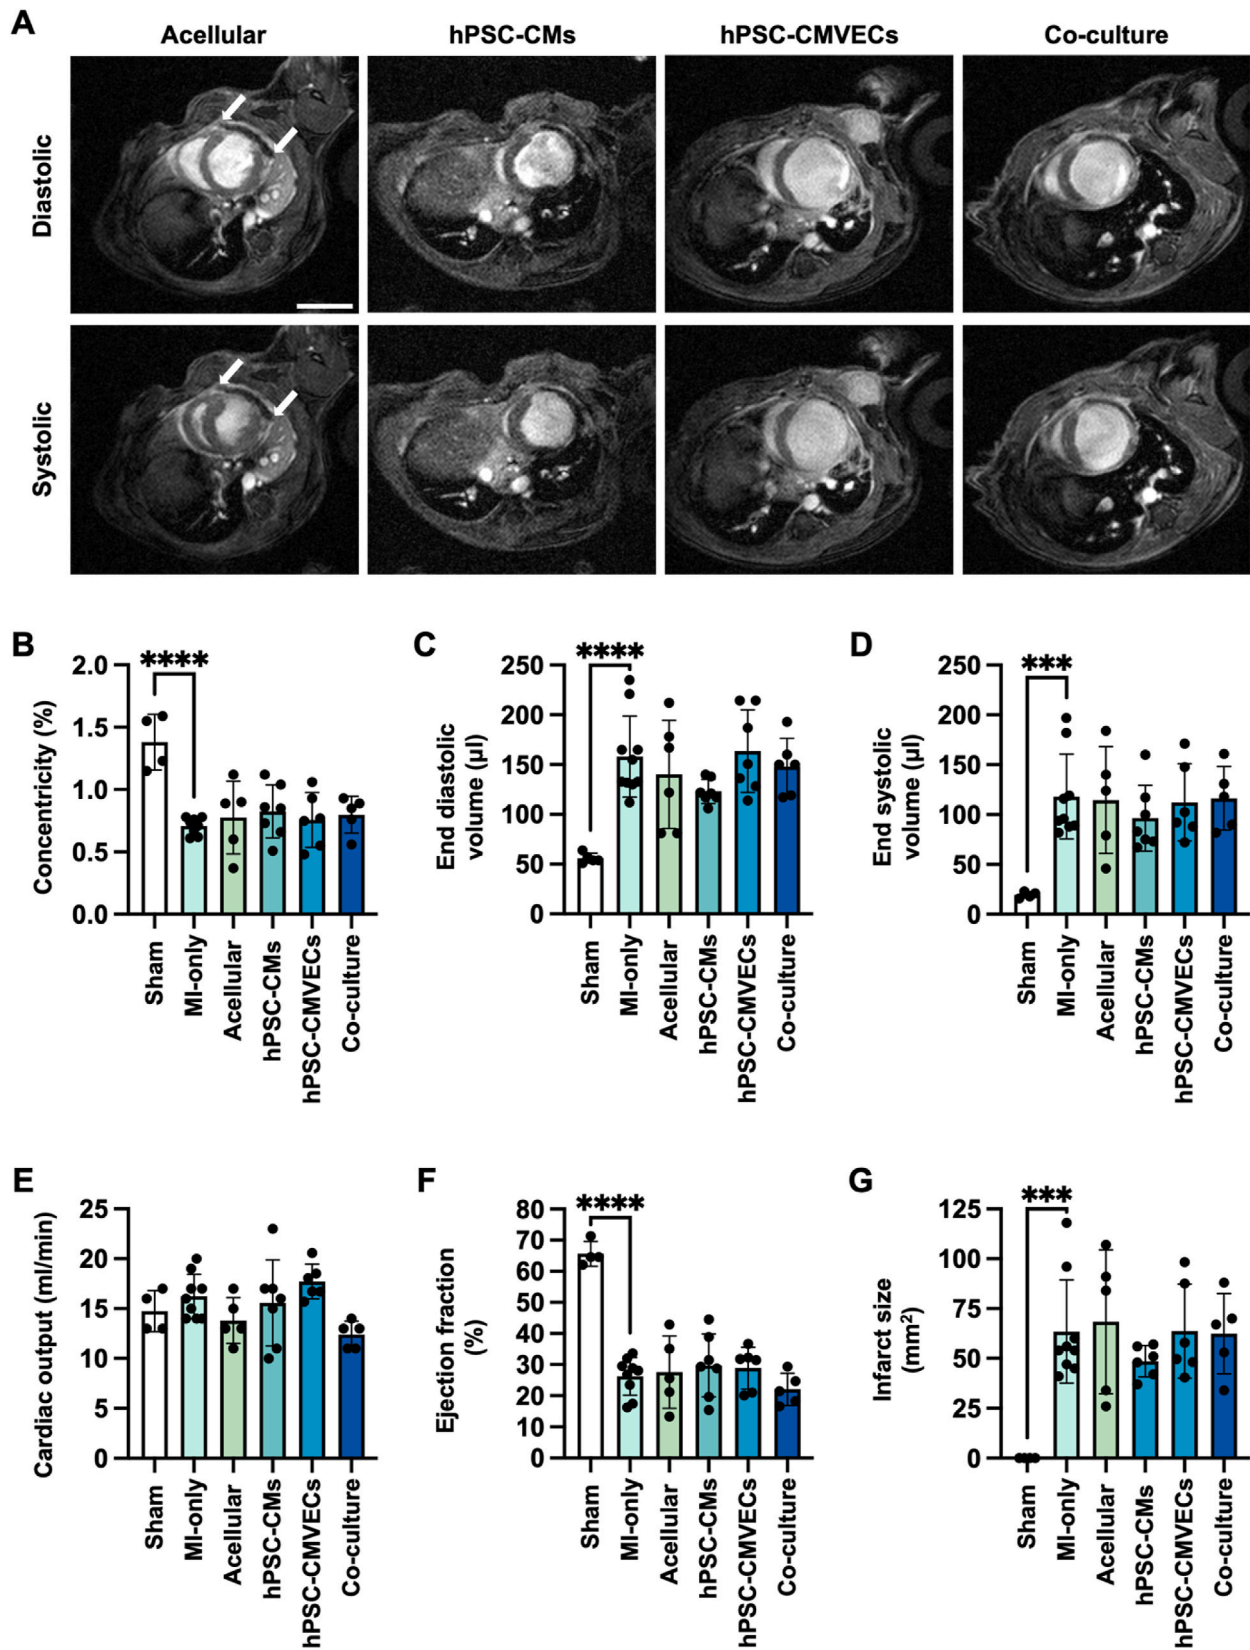 A
Acellular
hPSC-CMs
hPSC-CMVECs
Co-culture
Diastolic
Systolic
B
****
Concentricity (%)
2.0
1.5
1.0
0.5
0.0
Sham
MI-only
Acellular
hPSC-CMs
hPSC-CMVECs
Co-culture
C
****
End diastolic
volume (µl)
250
200
150
100
50
0
Sham
MI-only
Acellular
hPSC-CMs
hPSC-CMVECs
Co-culture
D
***
End systolic
volume (µl)
250
200
150
100
50
0
Sham
MI-only
Acellular
hPSC-CMs
hPSC-CMVECs
Co-culture
E
Cardiac output (ml/min)
25
20
15
10
5
0
Sham
MI-only
Acellular
hPSC-CMs
hPSC-CMVECs
Co-culture
F
****
Ejection fraction
(%)
80
70
60
50
40
30
20
10
0
Sham
MI-only
Acellular
hPSC-CMs
hPSC-CMVECs
Co-culture
G
***
Infarct size
(mm²)
125
100
75
50
25
0
Sham
MI-only
Acellular
hPSC-CMs
hPSC-CMVECs
Co-culture